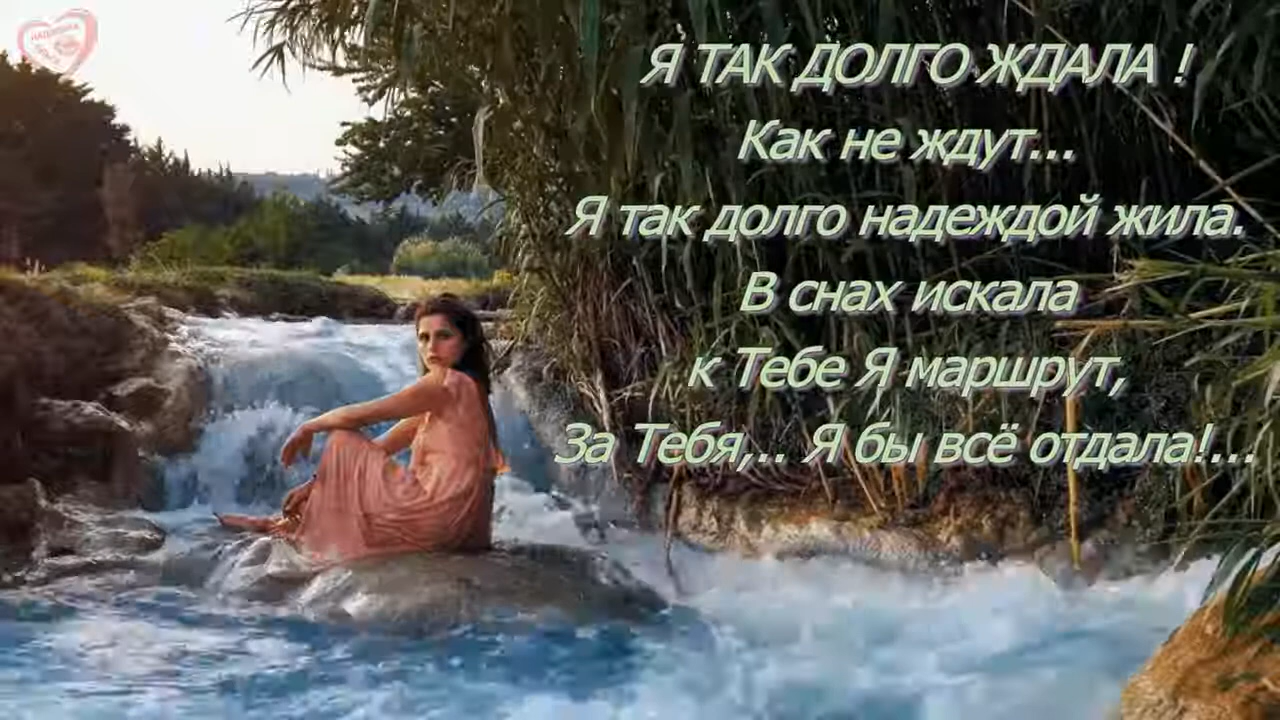 Я ТАК ДОЛГО ЖДАЛА !
Как не ждут...
Я так долго надеждой жила.
В снах искала
к Тебе Я маршрут,
За Тебя,.. Я бы всё отдала!...